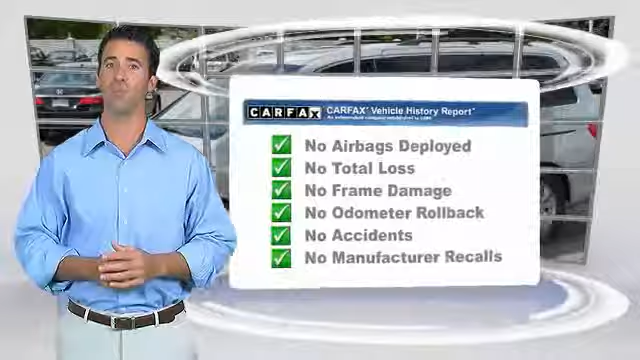 CARFAX CARFAX Vehicle History Report
No Airbags Deployed
No Total Loss
No Frame Damage
No Odometer Rollback
No Accidents
No Manufacturer Recalls